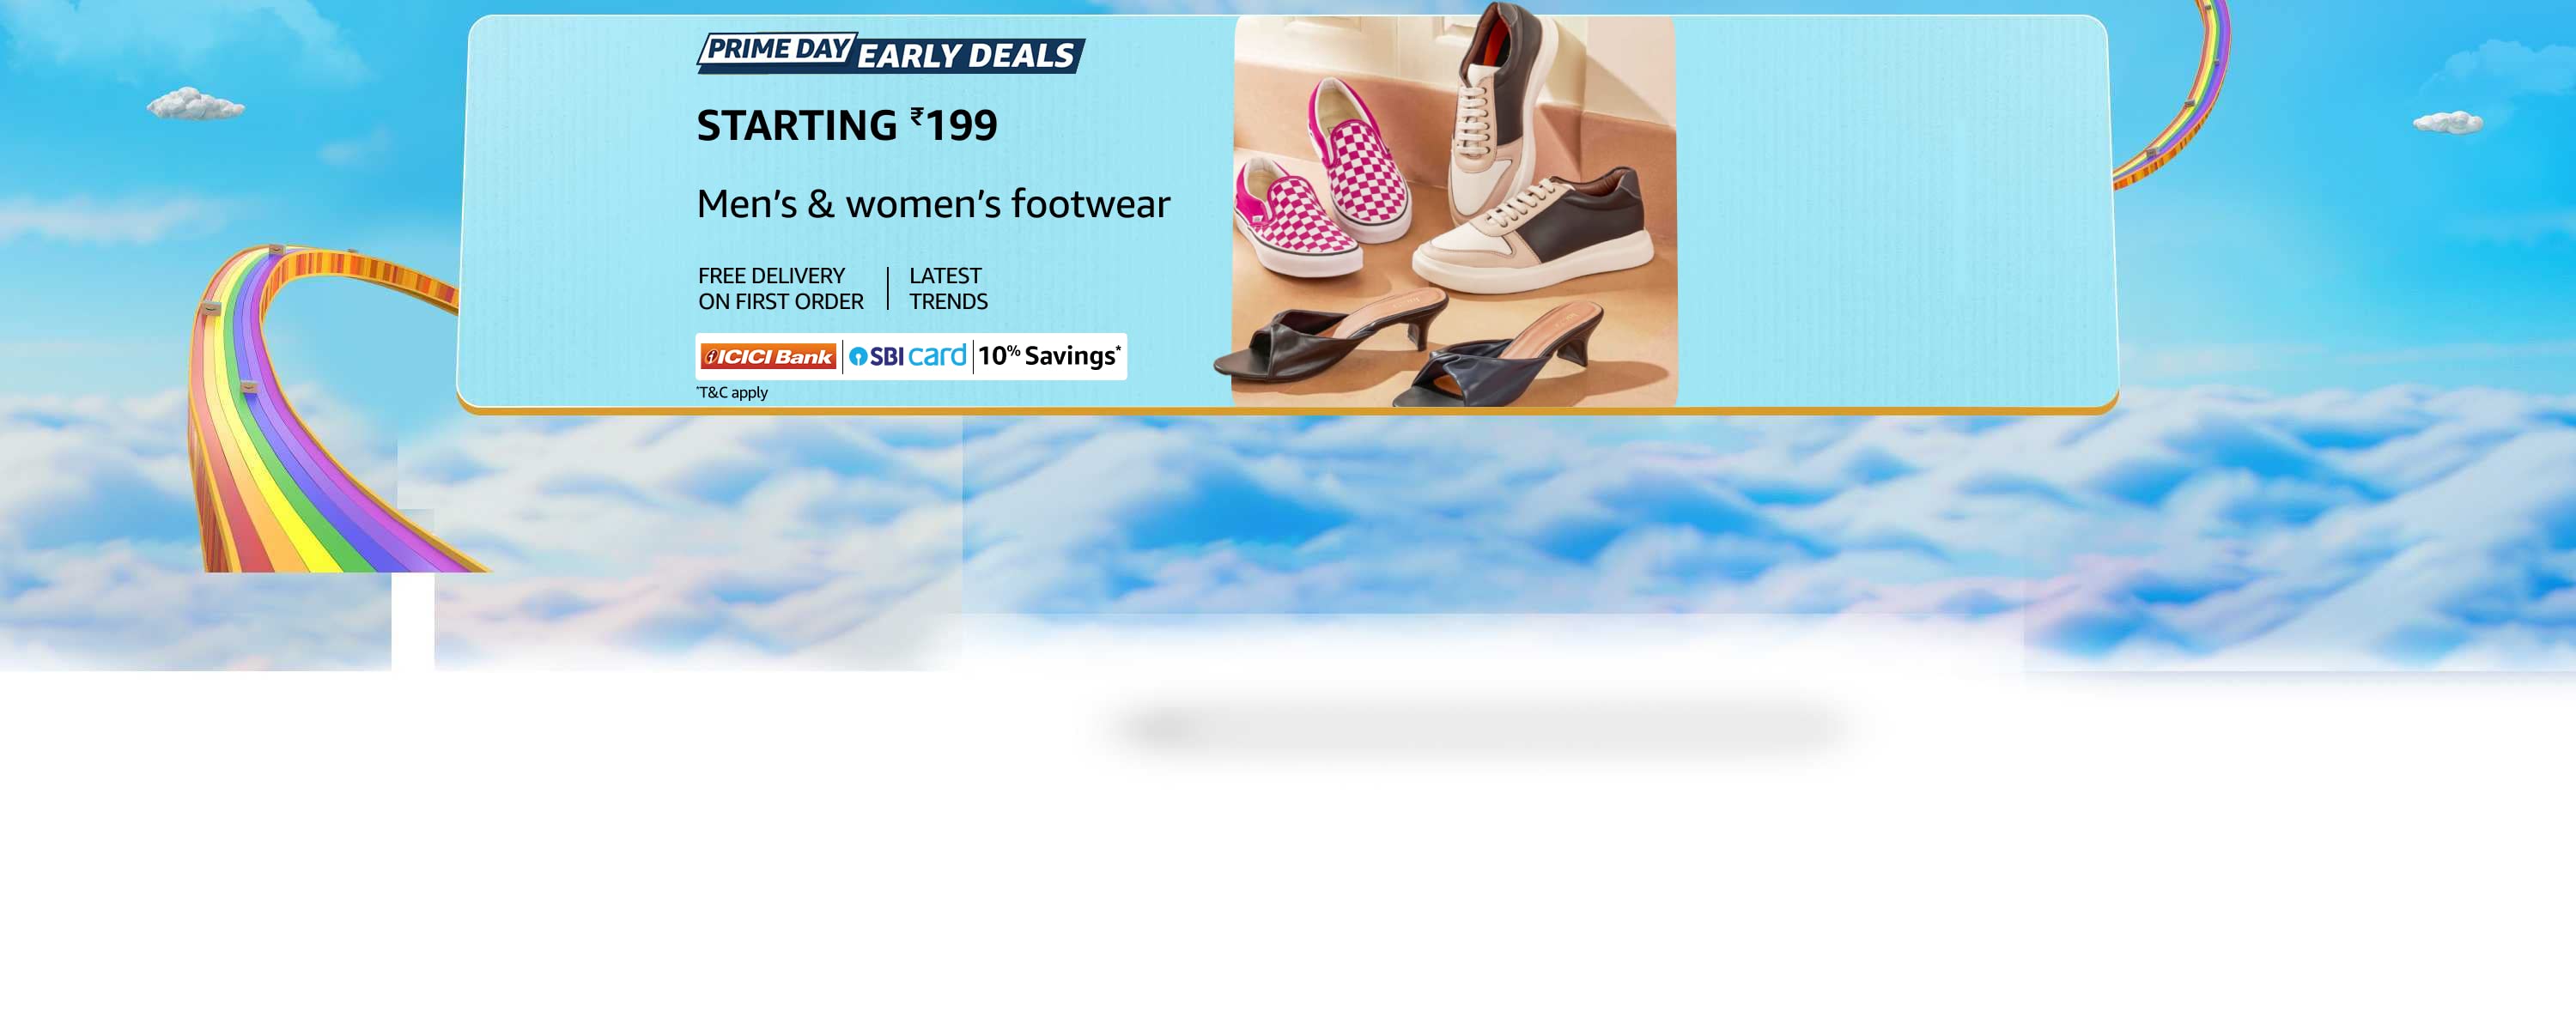 PRIME DAY EARLY DEALS
STARTING ₹199
Men's & women's footwear
FREE DELIVERY
ON FIRST ORDER
LATEST
TRENDS
ICICI Bank | SBI card | 10% Savings*
*T&C apply